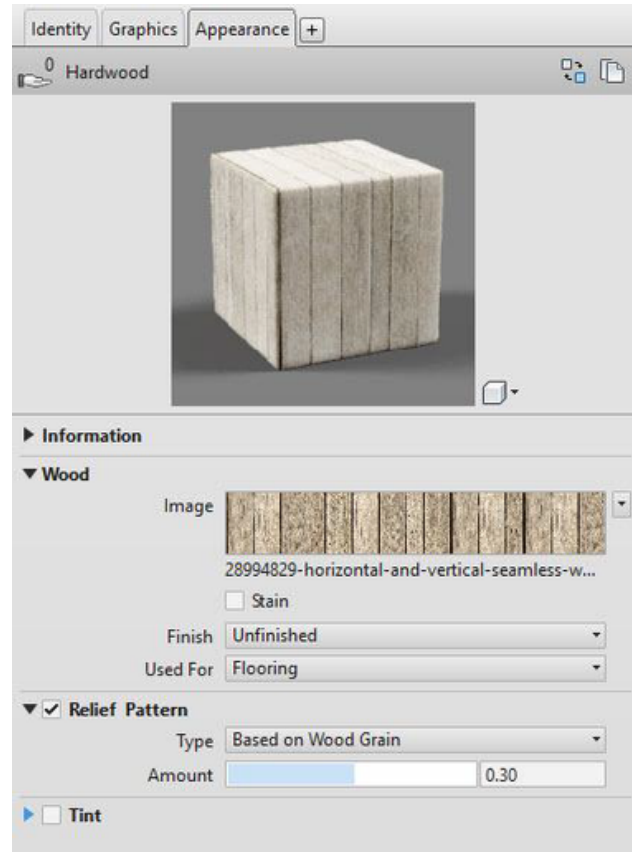 Identity Graphics Appearance +
0 Hardwood
Information
Wood
Image
28994829-horizontal-and-vertical-seamless-w...
Stain
Finish Unfinished
Used For Flooring
Relief Pattern
Type Based on Wood Grain
Amount 0.30
Tint